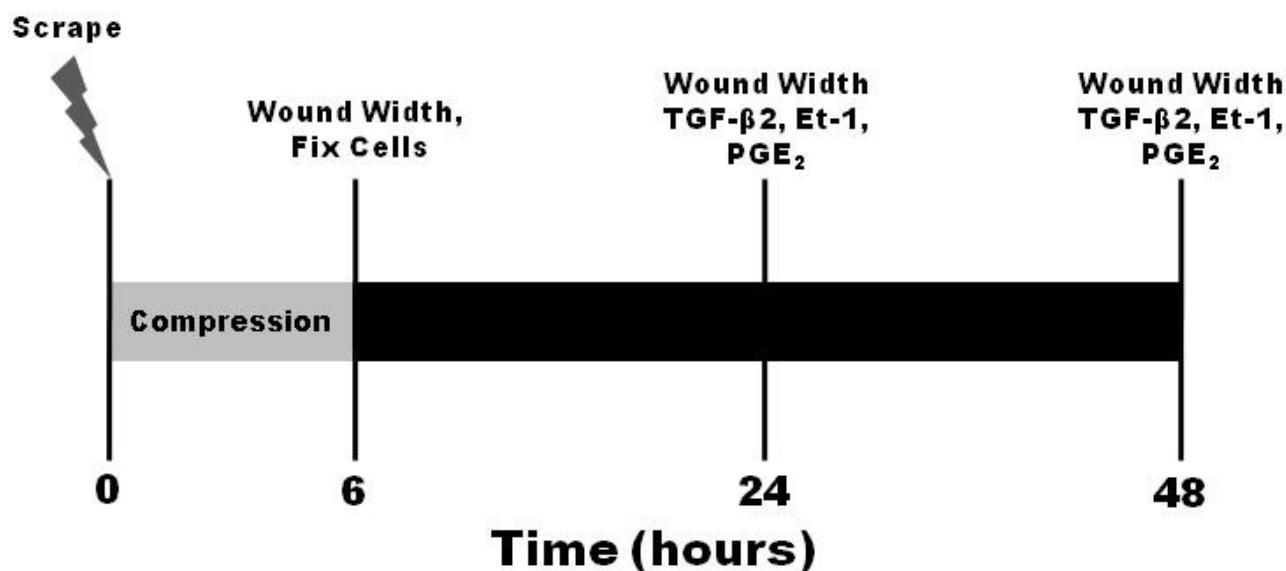 Scrape
Wound Width,
Fix Cells
Wound Width
TGF-β2, Et-1,
PGE₂
Wound Width
TGF-β2, Et-1,
PGE₂
Compression
0
6
24
48
Time (hours)